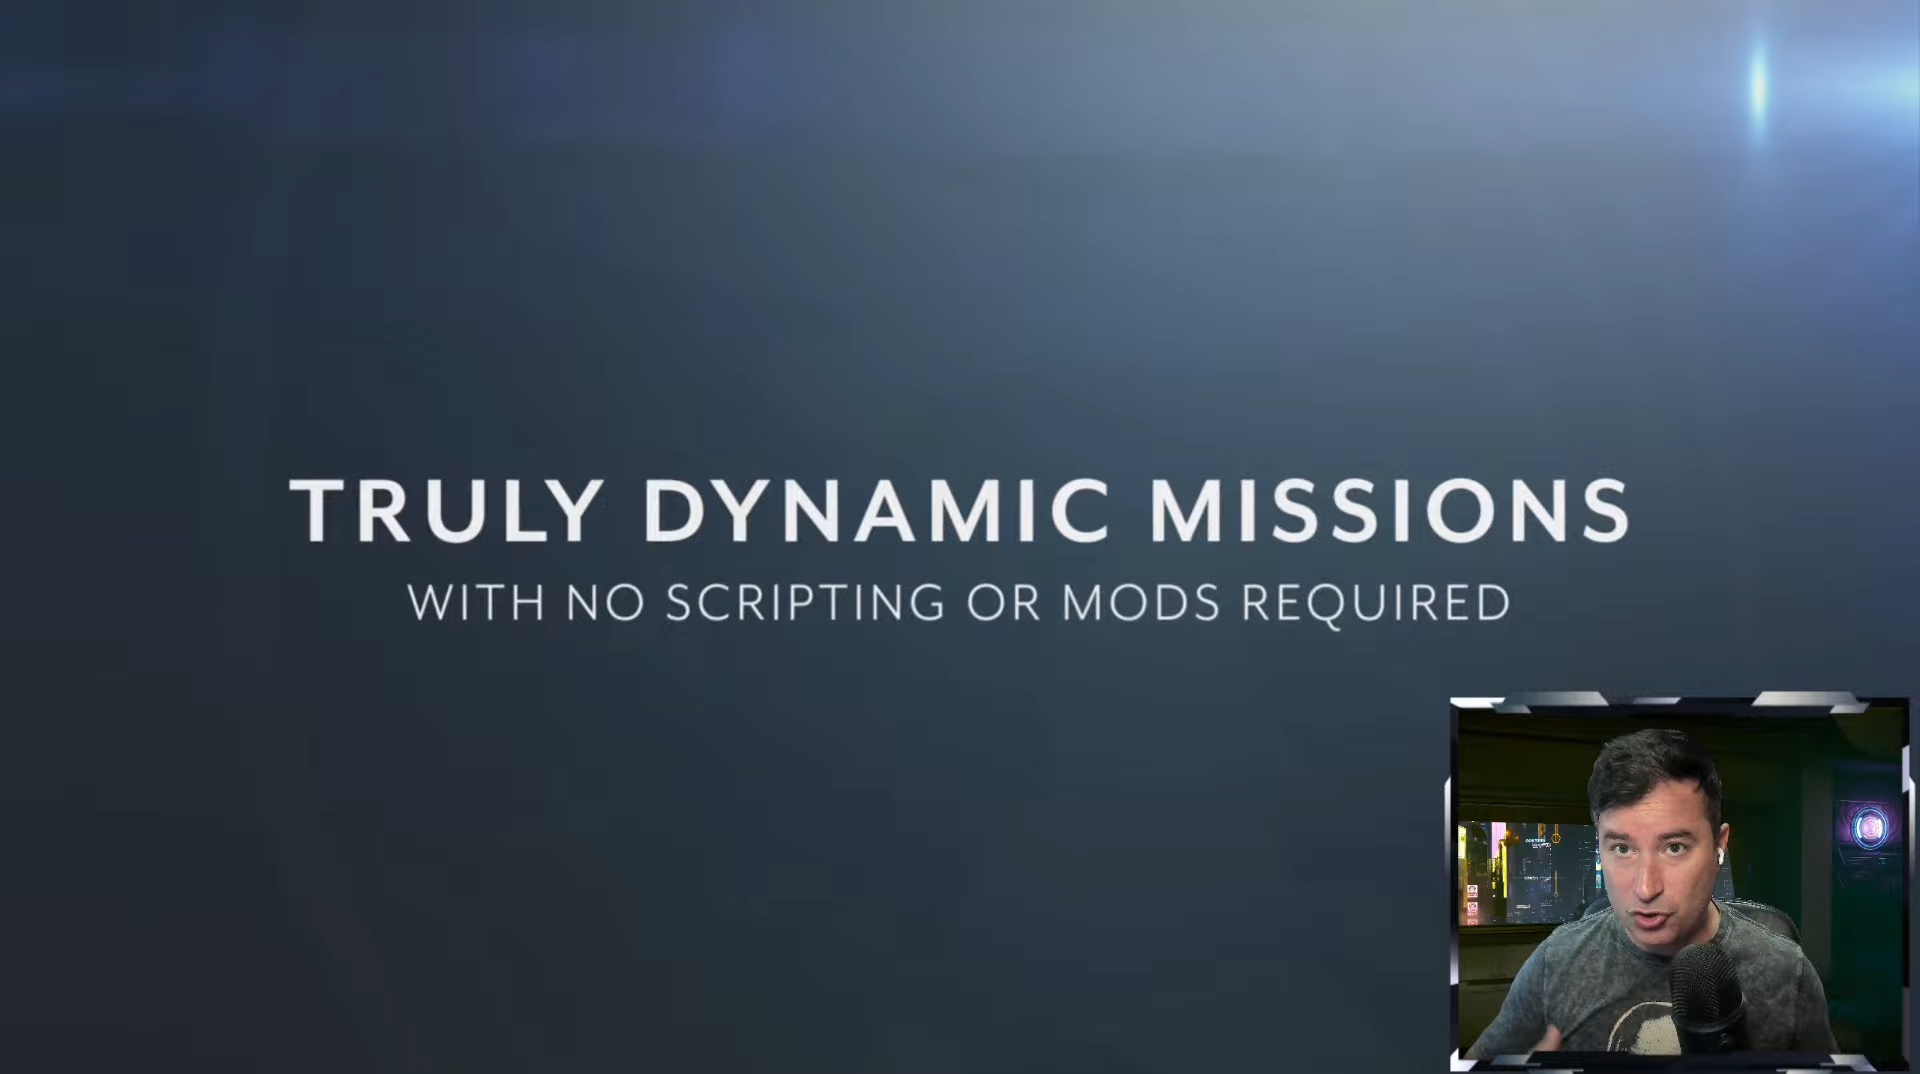 TRULY DYNAMIC MISSIONS
WITH NO SCRIPTING OR MODS REQUIRED